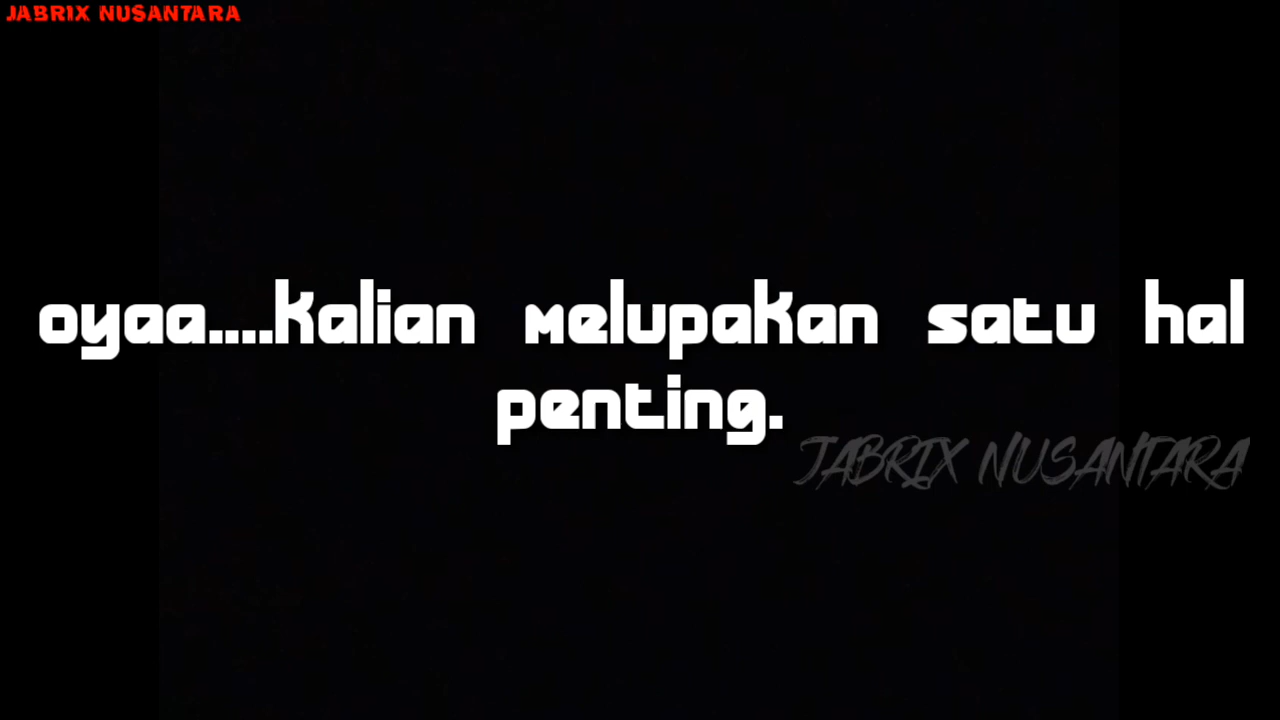 JABRIX NUSANTARA
oyaa....Kalian melupakan satu hal
penting.
JABRIX NUSANTARA